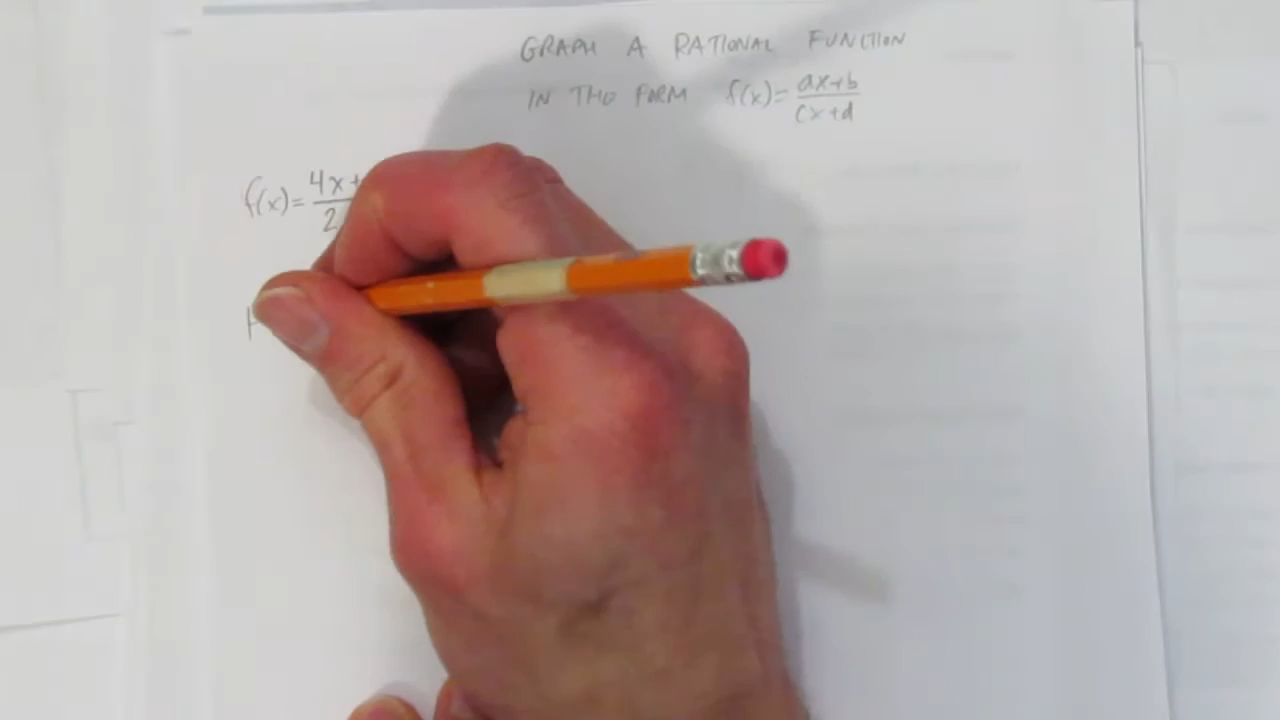 GRAPH A RATIONAL FUNCTION
IN THE FORM f(x)= ax+b / cx+d
f(x)= 4x+ / 2